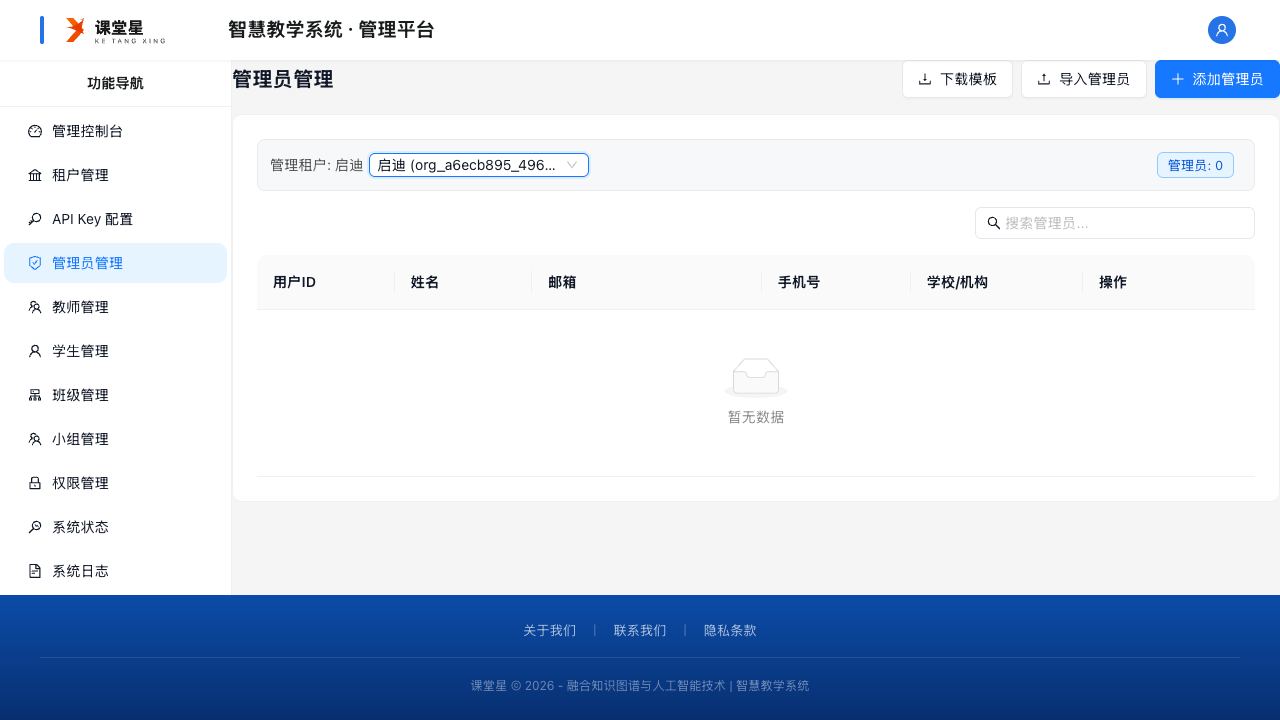 课堂星
KE TANG XING
智慧教学系统 · 管理平台
功能导航
管理控制台
租户管理
API Key 配置
管理员管理
教师管理
学生管理
班级管理
小组管理
权限管理
系统状态
系统日志
管理员管理
下载模板
导入管理员
添加管理员
管理租户: 启迪
启迪 (org_a6ecb895_496...
管理员: 0
搜索管理员...
用户ID 姓名 邮箱 手机号 学校/机构 操作
暂无数据
关于我们 | 联系我们 | 隐私条款
课堂星 © 2026 - 融合知识图谱与人工智能技术 | 智慧教学系统